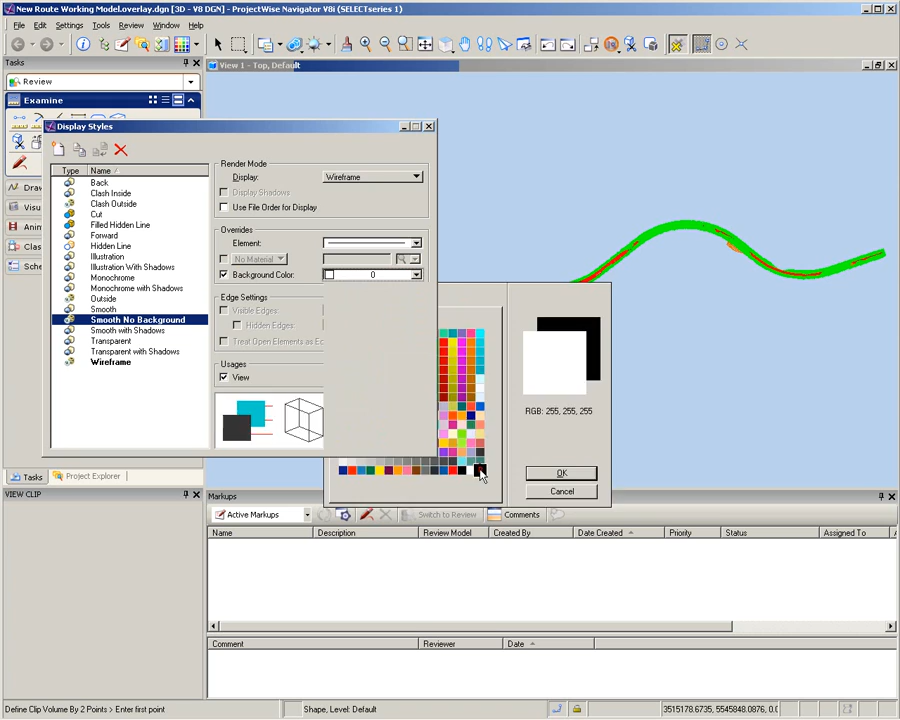 New Route Working Model.overlay.dgn [3D - V8 DGN] - ProjectWise Navigator V8i (SELECTseries 1)
File Edit Settings Tools Review Window Help
Tasks
View 1 - Top, Default
Review
Examine
Display Styles
Type Name
Back
Clash Inside
Clash Outside
Cut
Filled Hidden Line
Forward
Hidden Line
Illustration
Illustration With Shadows
Monochrome
Monochrome with Shadows
Outside
Smooth
Smooth No Background
Smooth with Shadows
Transparent
Transparent with Shadows
Wireframe
Render Mode
Display: Wireframe
Display Shadows
Use File Order for Display
Overrides
Element:
No Material
Background Color: 0
Edge Settings
Visible Edges
Hidden Edges:
Treat Open Elements as Ec
Usages
View
RGB: 255, 255, 255
OK
Cancel
Tasks Project Explorer
VIEW CLIP
Markups
Active Markups Switch to Review Comments
Name Description Review Model Created By Date Created Priority Status Assigned To
Comment Reviewer Date
Define Clip Volume By 2 Points > Enter first point
Shape, Level: Default
3515178.6735, 5545848.0876, 0.0